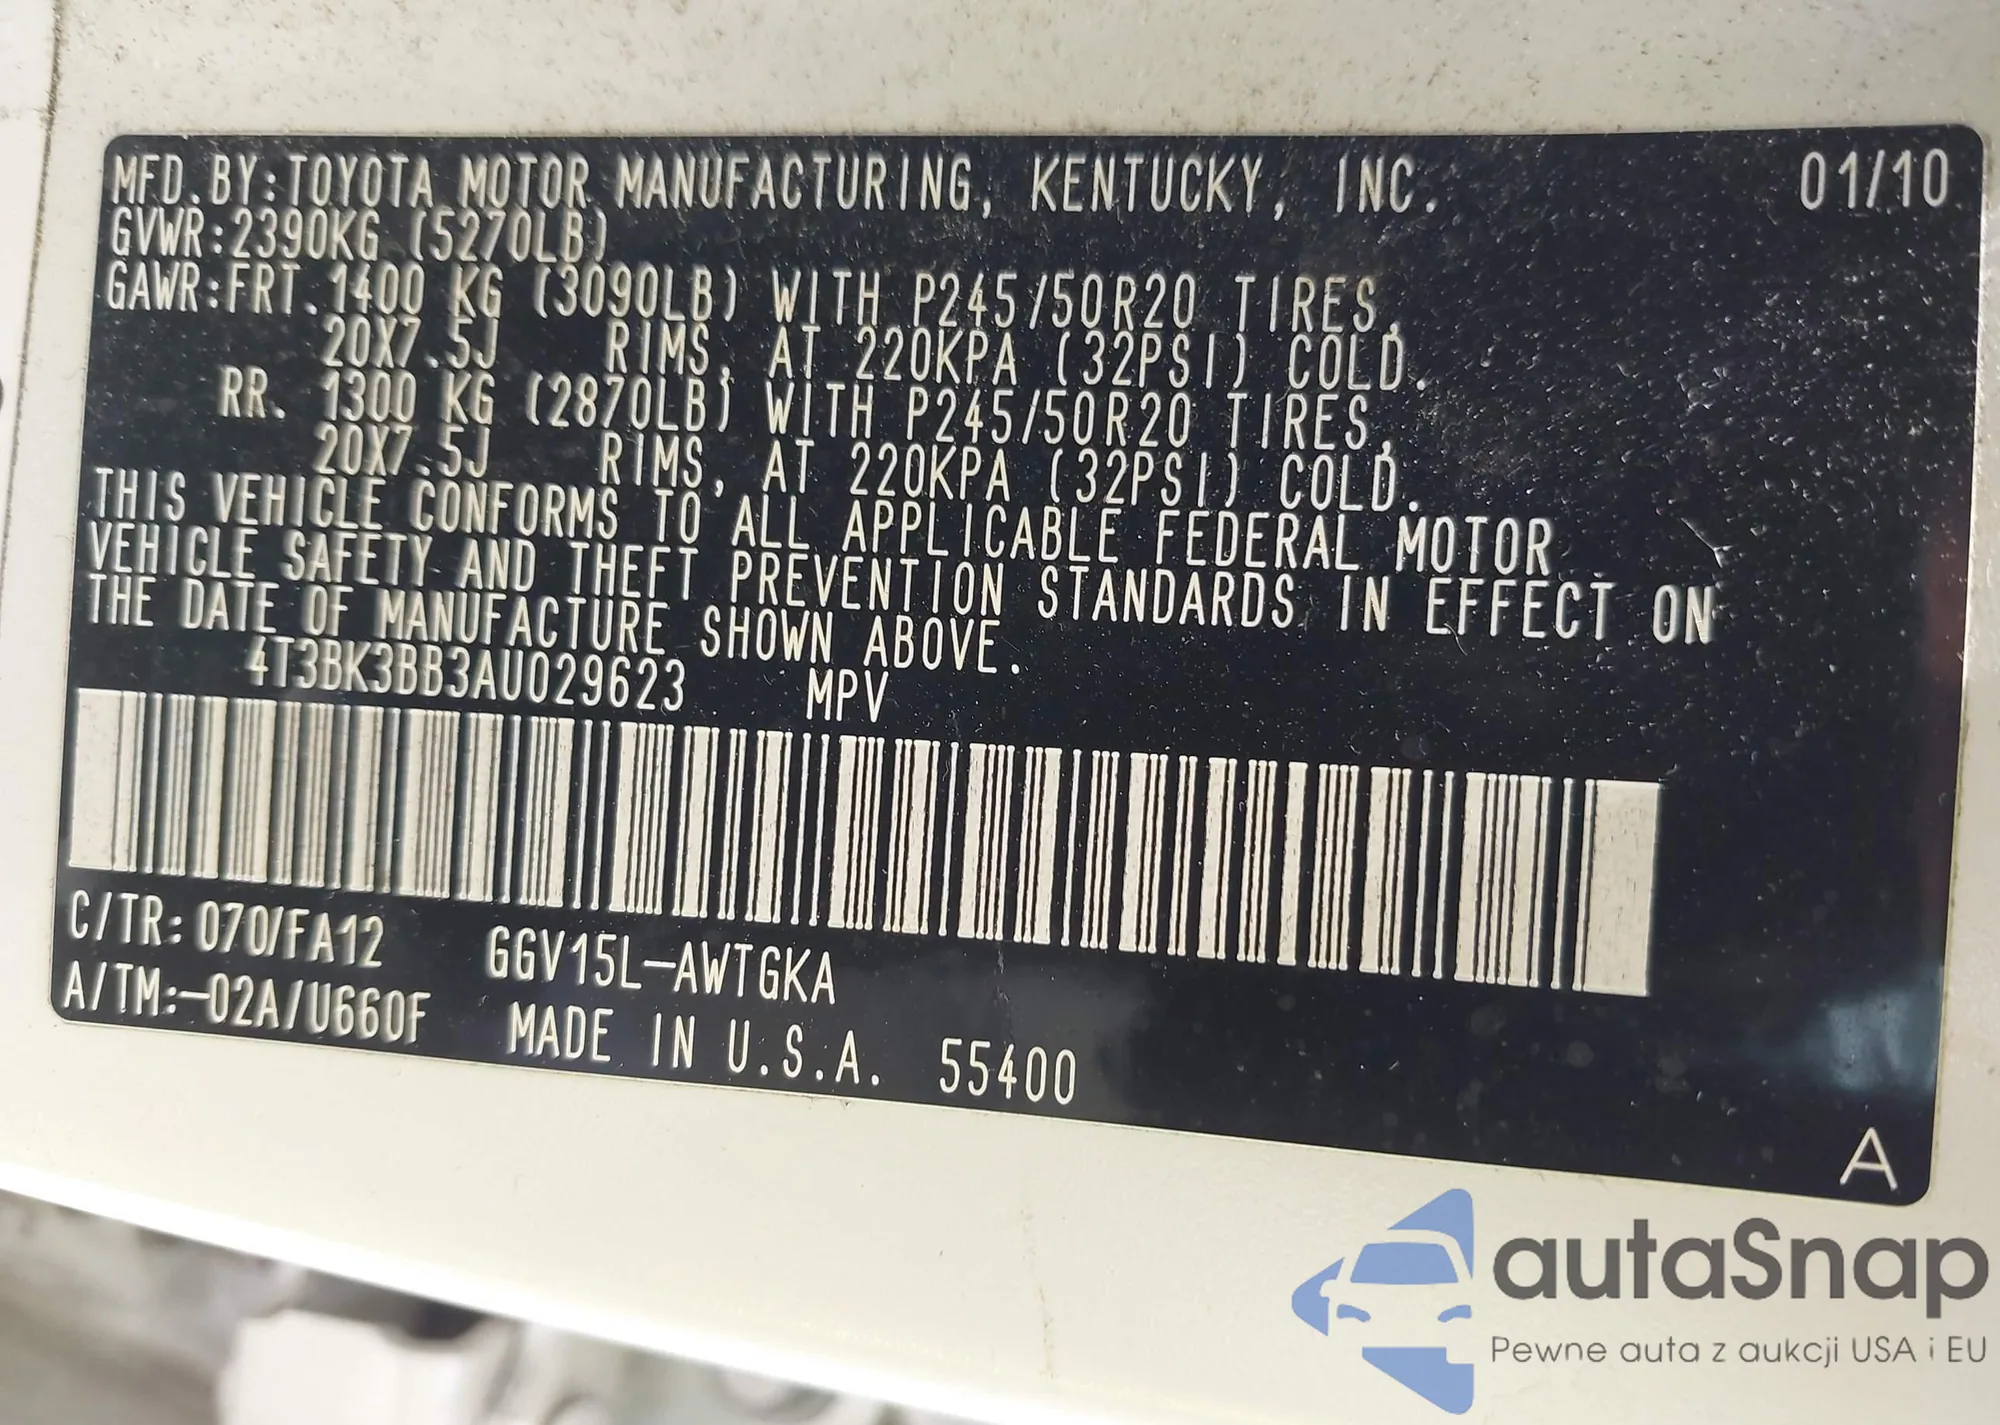 MFD.BY:TOYOTA MOTOR MANUFACTURING, KENTUCKY, INC. 01/10
GVWR:2390KG (5270LB)
GAWR:FRT.1400 KG (3090LB) WITH P245/50R20 TIRES,
20X7.5J RIMS, AT 220KPA (32PSI) COLD.
RR. 1300 KG (2870LB) WITH P245/50R20 TIRES,
20X7.5J RIMS, AT 220KPA (32PSI) COLD.
THIS VEHICLE CONFORMS TO ALL APPLICABLE FEDERAL MOTOR
VEHICLE SAFETY AND THEFT PREVENTION STANDARDS IN EFFECT ON
THE DATE OF MANUFACTURE SHOWN ABOVE.
4T3BK3BB3AU029623 MPV
C/TR: 070/FA12 GGV15L-AWTGKA
A/TM:-02A/U660F MADE IN U.S.A. 55400
A
autaSnap
Pewne auta z aukcji USA i EU